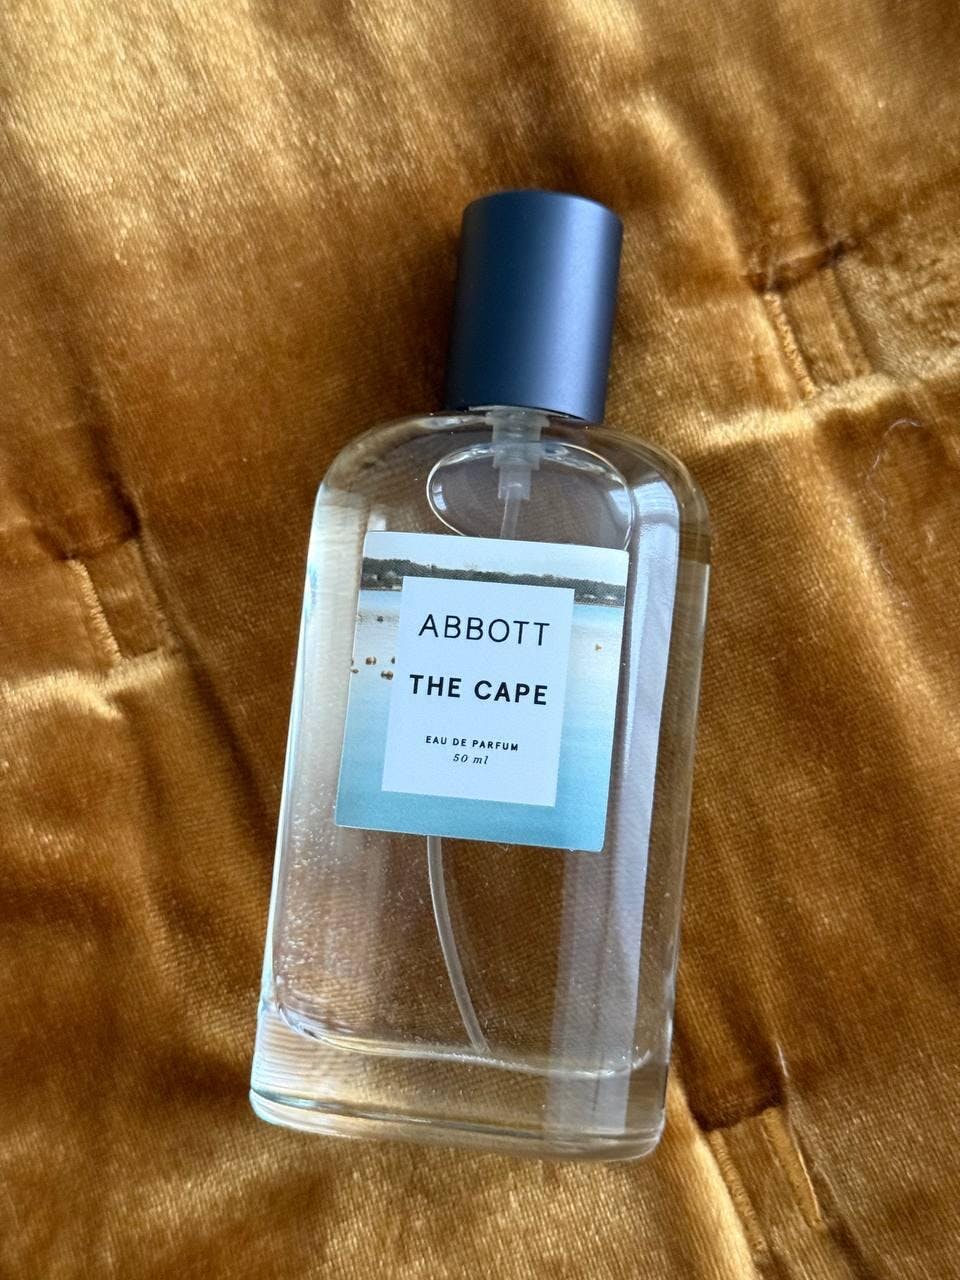 ABBOTT
THE CAPE
EAU DE PARFUM
50 ml